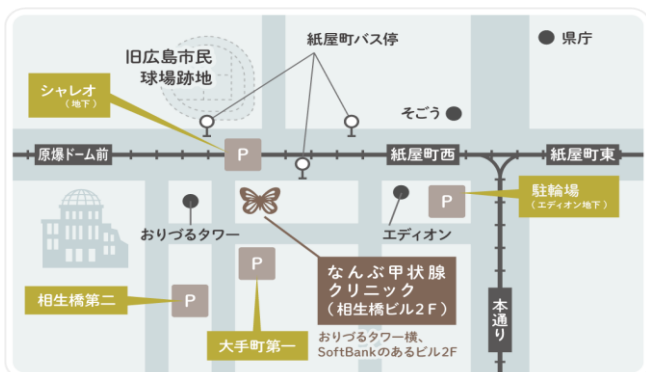 紙屋町バス停
県庁
旧広島市民
球場跡地
シャレオ
(地下)
そごう
P
原爆ドーム前
紙屋町西
紙屋町東
駐輪場
(エディオン地下)
P
おりづるタワー
エディオン
なんぶ甲状腺
クリニック
(相生橋ビル2F)
P
P
相生橋第二
大手町第一
本通り
おりづるタワー横、
SoftBankのあるビル2F